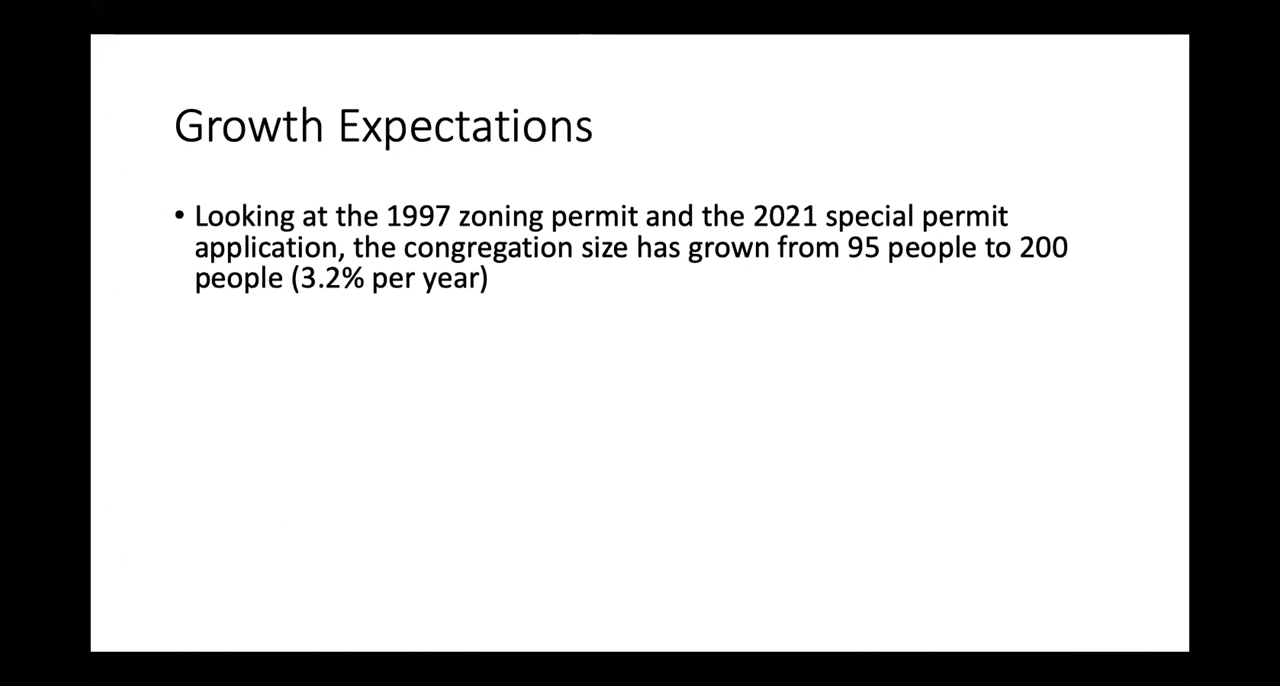 Growth Expectations
• Looking at the 1997 zoning permit and the 2021 special permit
application, the congregation size has grown from 95 people to 200
people (3.2% per year)